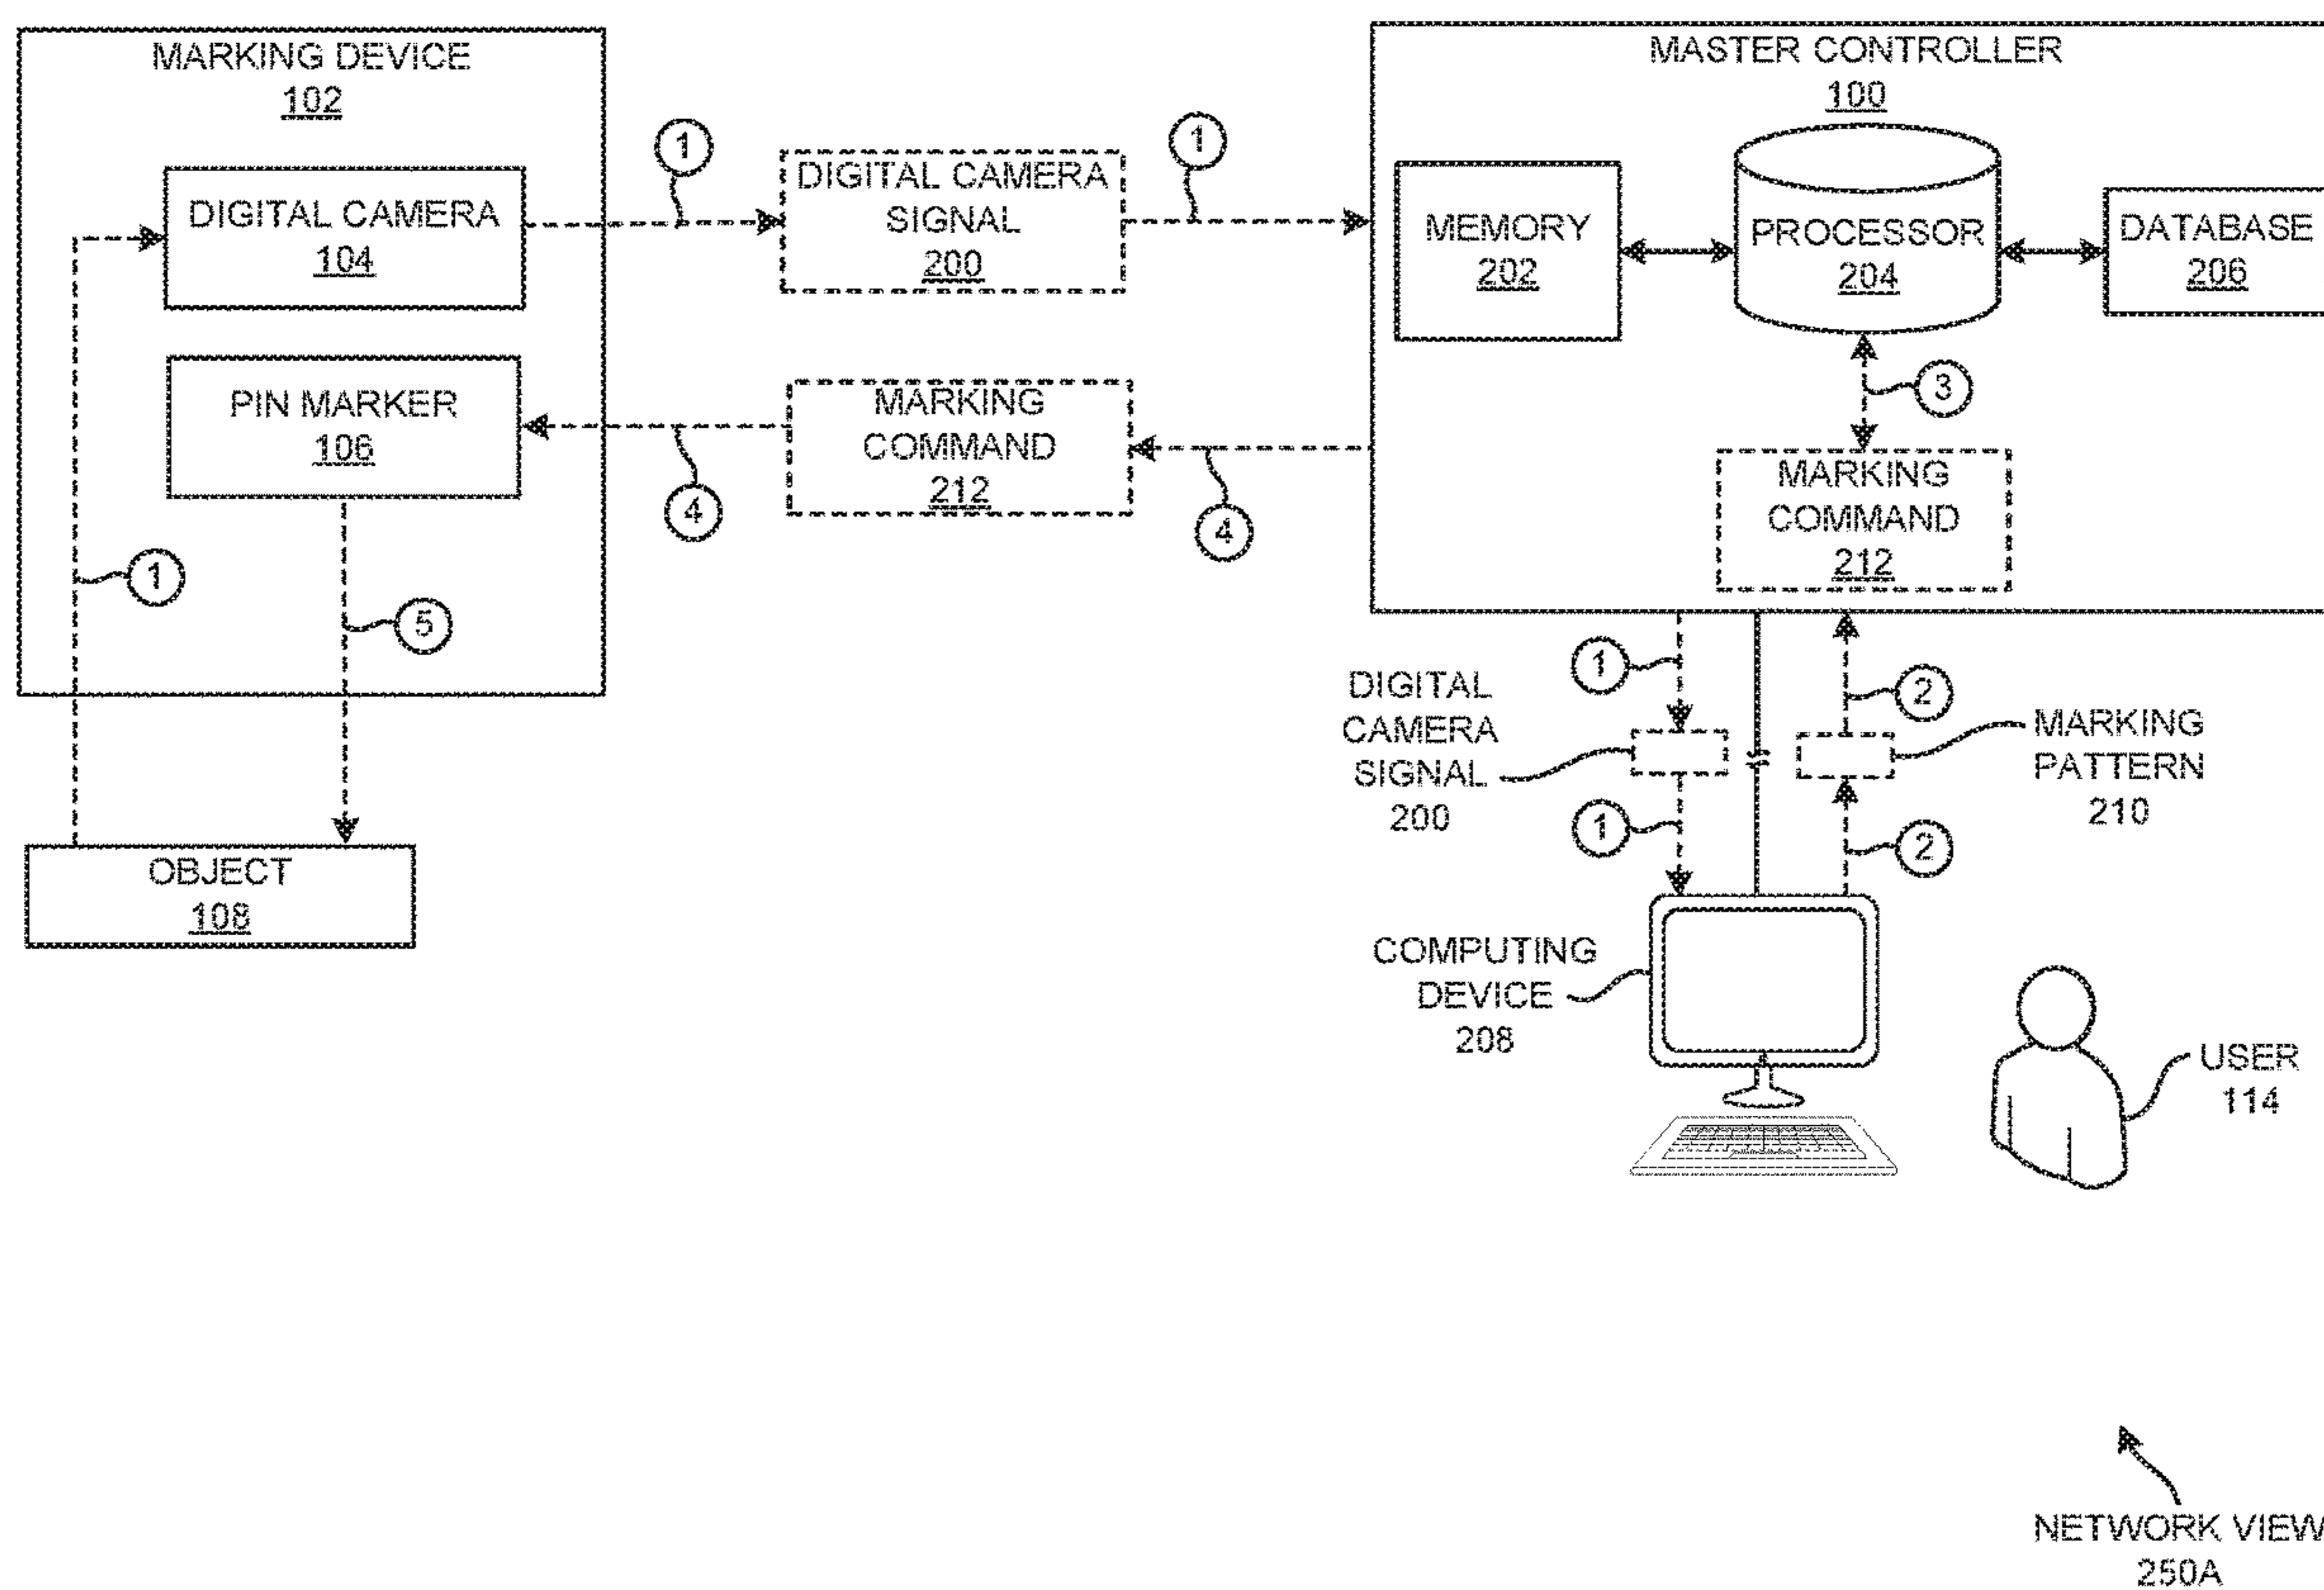 MARKING DEVICE
102
DIGITAL CAMERA
104
PIN MARKER
106
1
5
OBJECT
108
1
DIGITAL CAMERA
SIGNAL
200
1
MARKING
COMMAND
212
4
4
MASTER CONTROLLER
100
MEMORY
202
PROCESSOR
204
DATABASE
206
3
MARKING
COMMAND
212
1
2
DIGITAL
CAMERA
SIGNAL
200
MARKING
PATTERN
210
1
2
COMPUTING
DEVICE
208
USER
114
NETWORK VIEW
250A